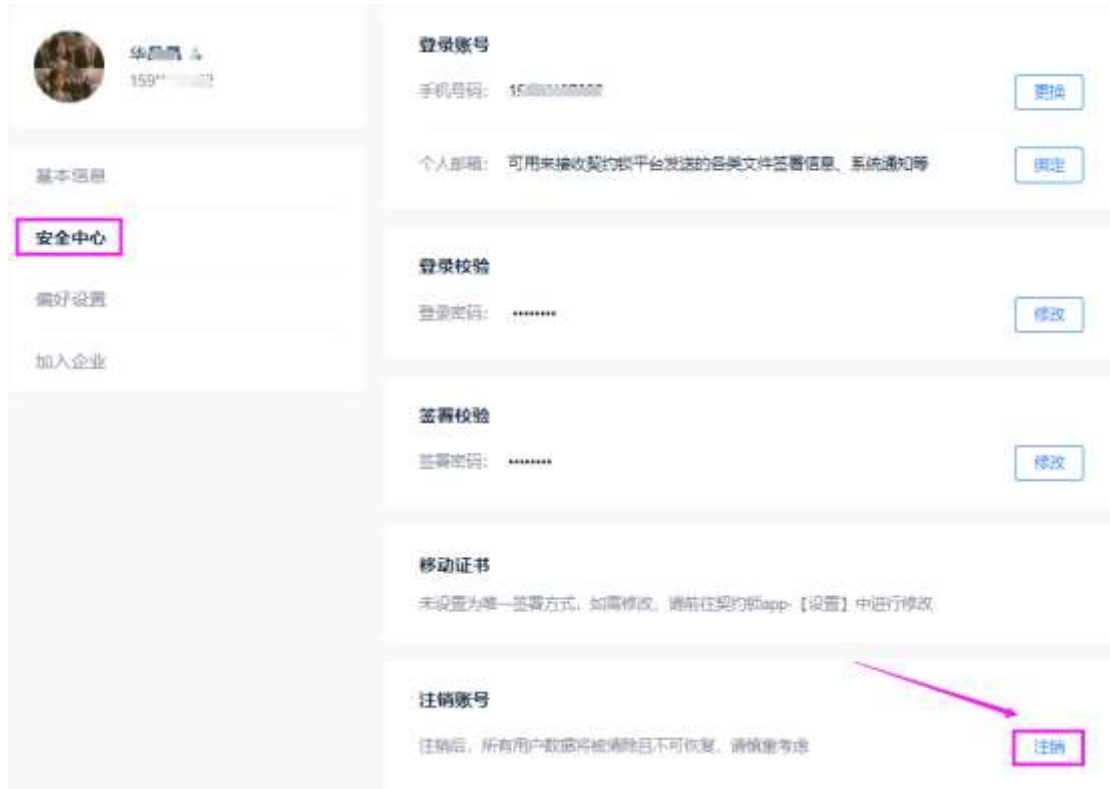 159
基本信息
安全中心
偏好设置
加入企业
登录账号
手机号码：
更换
个人邮箱： 可用来接收契约锁平台发送的各类文件签署信息、系统通知等
绑定
登录校验
登录密码： ••••••••
修改
签署校验
签署密码： ••••••••
修改
移动证书
未设置为唯一签署方式，如需修改，请前往契约锁app-【设置】中进行修改
注销账号
注销后，所有用户数据将被清除且不可恢复，请慎重考虑
注销